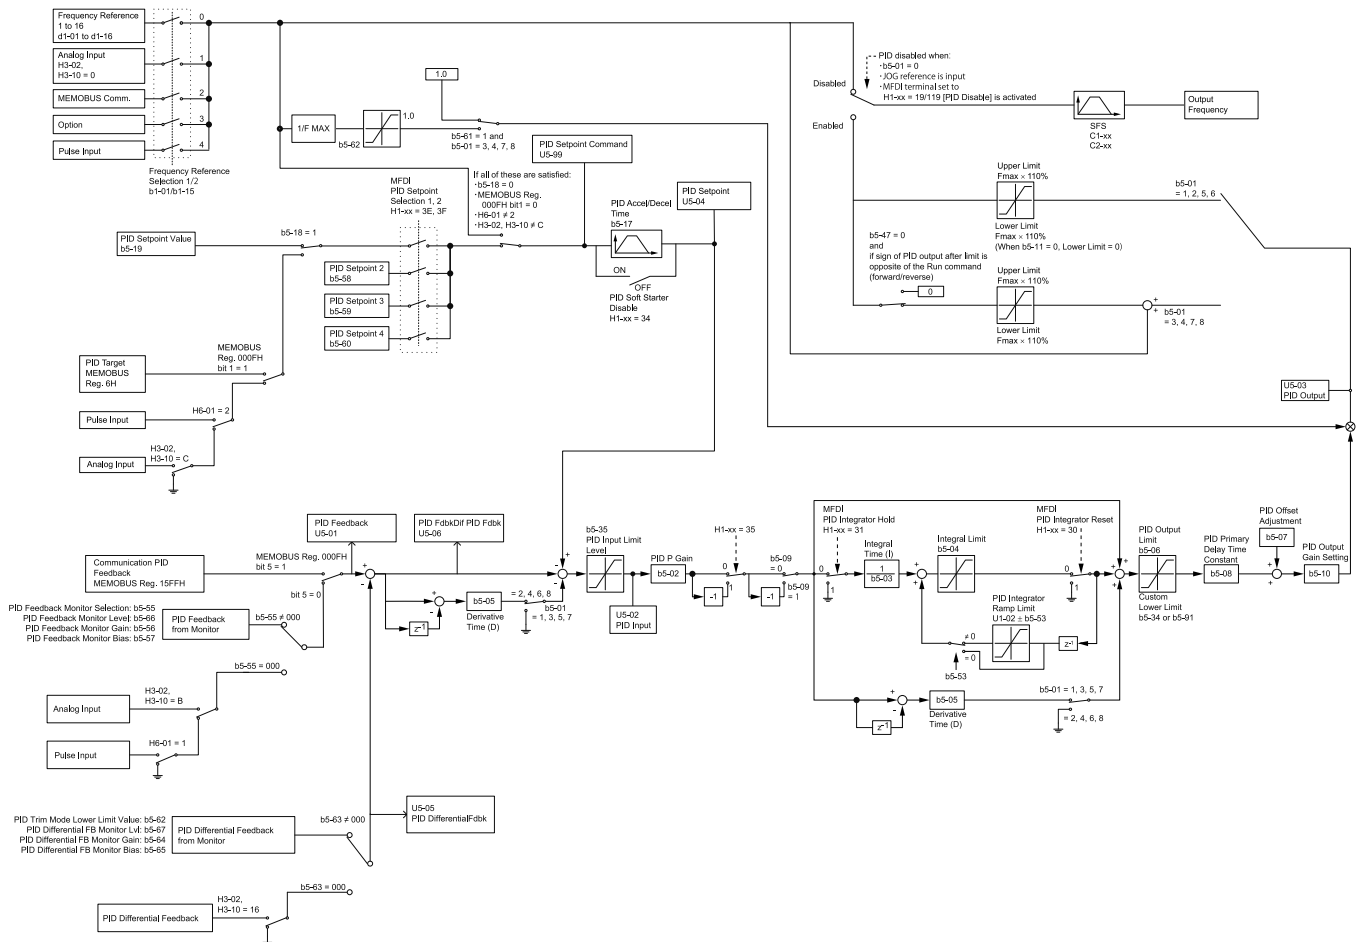 Frequency Reference
1 to 16
d1-01 to d1-16
0
Analog Input
H3-02,
H3-10 = 0
1
MEMOBUS Comm.
2
Option
3
Pulse Input
4
Frequency Reference
Selection 1/2
b1-01/b1-15
1.0
1/F MAX
b5-62
1.0
b5-61 = 1 and
b5-01 = 3, 4, 7, 8
PID disabled when:
·b5-01 = 0
·JOG reference is input
·MFDI terminal set to
H1-xx = 19/119 [PID Disable] is activated
Disabled
Enabled
SFS
C1-xx
C2-xx
Output
Frequency
PID Setpoint Command
U5-99
If all of these are satisfied:
·b5-18 = 0
·MEMOBUS Reg.
000FH bit1 = 0
·H6-01 ≠ 2
·H3-02, H3-10 ≠ C
MFDI
PID Setpoint
Selection 1, 2
H1-xx = 3E, 3F
PID Setpoint
U5-04
PID Accel/Decel
Time
b5-17
ON
OFF
PID Soft Starter
Disable
H1-xx = 34
Upper Limit
Fmax × 110%
Lower Limit
Fmax × 110%
(When b5-11 = 0, Lower Limit = 0)
b5-01
= 1, 2, 5, 6
b5-47 = 0
and
if sign of PID output after limit is
opposite of the Run command
(forward/reverse)
0
Upper Limit
Fmax × 110%
Lower Limit
Fmax × 110%
+
+
b5-01
= 3, 4, 7, 8
PID Setpoint Value
b5-19
b5-18 = 1
PID Setpoint 2
b5-58
PID Setpoint 3
b5-59
PID Setpoint 4
b5-60
MEMOBUS
Reg. 000FH
bit 1 = 1
PID Target
MEMOBUS
Reg. 6H
H6-01 = 2
Pulse Input
H3-02,
H3-10 = C
Analog Input
U5-03
PID Output
PID Feedback
U5-01
PID FdbkDif PID Fdbk
U5-06
MEMOBUS Reg. 000FH
bit 5 = 1
Communication PID
Feedback
MEMOBUS Reg. 15FFH
bit 5 = 0
+
-
+
-
z-1
b5-05
Derivative
Time (D)
= 2, 4, 6, 8
b5-01
= 1, 3, 5, 7
+
-
-
b5-35
PID Input Limit
Level
U5-02
PID Input
PID P Gain
b5-02
H1-xx = 35
0
1
-1
b5-09
= 0
b5-09
= 1
-1
MFDI
PID Integrator Hold
H1-xx = 31
0
1
Integral
Time (I)
1
b5-03
+
+
Integral Limit
b5-04
MFDI
PID Integrator Reset
H1-xx = 30
0
1
PID Integrator
Ramp Limit
U1-02 ± b5-53
≠ 0
= 0
b5-53
z-1
+
+
+
PID Output
Limit
b5-06
Custom
Lower Limit
b5-34 or b5-91
PID Primary
Delay Time
Constant
b5-08
PID Offset
Adjustment
b5-07
+
+
PID Output
Gain Setting
b5-10
+
-
z-1
b5-05
Derivative
Time (D)
b5-01 = 1, 3, 5, 7
= 2, 4, 6, 8
PID Feedback Monitor Selection: b5-55
PID Feedback Monitor Level: b5-66
PID Feedback Monitor Gain: b5-56
PID Feedback Monitor Bias: b5-57
PID Feedback
from Monitor
b5-55 ≠ 000
b5-55 = 000
H3-02,
H3-10 = B
Analog Input
H6-01 = 1
Pulse Input
U5-05
PID DifferentialFdbk
PID Trim Mode Lower Limit Value: b5-62
PID Differential FB Monitor Lvl: b5-67
PID Differential FB Monitor Gain: b5-64
PID Differential FB Monitor Bias: b5-65
PID Differential Feedback
from Monitor
b5-63 ≠ 000
b5-63 = 000
H3-02,
H3-10 = 16
PID Differential Feedback